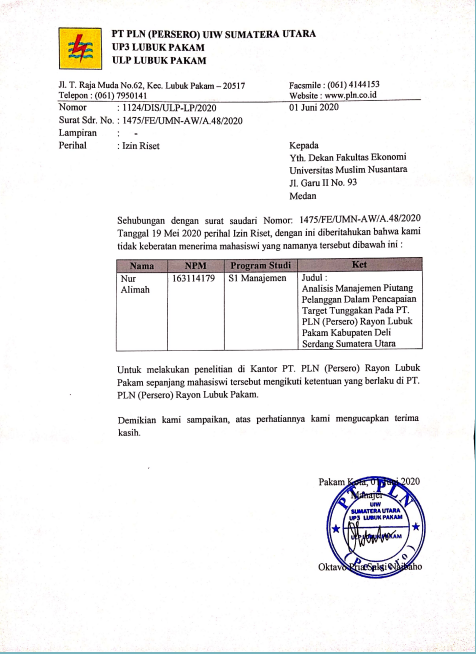 PT PLN (PERSERO) UIW SUMATERA UTARA
UP3 LUBUK PAKAM
ULP LUBUK PAKAM
Jl. T. Raja Muda No.62, Kec. Lubuk Pakam – 20517
Facsmile : (061) 4144153
Telepon : (061) 7950141
Website : www.pln.co.id
Nomor : 1124/DIS/ULP-LP/2020
01 Juni 2020
Surat Sdr. No. : 1475/FE/UMN-AW/A.48/2020
Lampiran : -
Perihal : Izin Riset
Kepada
Yth. Dekan Fakultas Ekonomi
Universitas Muslim Nusantara
Jl. Garu II No. 93
Medan
Sehubungan dengan surat saudari Nomor: 1475/FE/UMN-AW/A.48/2020
Tanggal 19 Mei 2020 perihal Izin Riset, dengan ini diberitahukan bahwa kami
tidak keberatan menerima mahasiswi yang namanya tersebut dibawah ini :
Nama NPM Program Studi Ket
Nur 163114179 S1 Manajemen Judul :
Alimah Analisis Manajemen Piutang
Pelanggan Dalam Pencapaian
Target Tunggakan Pada PT.
PLN (Persero) Rayon Lubuk
Pakam Kabupaten Deli
Serdang Sumatera Utara
Untuk melakukan penelitian di Kantor PT. PLN (Persero) Rayon Lubuk
Pakam sepanjang mahasiswi tersebut mengikuti ketentuan yang berlaku di PT.
PLN (Persero) Rayon Lubuk Pakam.
Demikian kami sampaikan, atas perhatiannya kami mengucapkan terima
kasih.
Pakam Kota, 0 Juni 2020
Manajer
PT. PLN
UIW
SUMATERA UTARA
UP3 LUBUK PAKAM
ULP LUBUK PAKAM
(Persero)
Naibaho